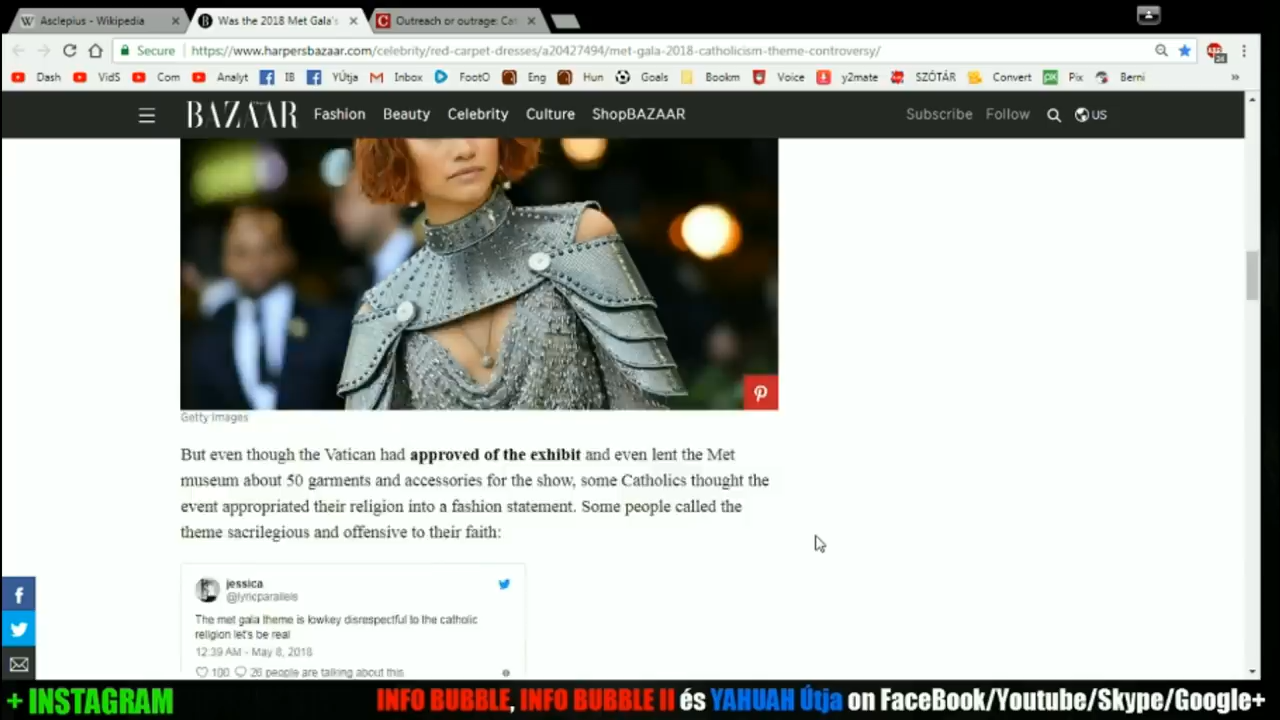 Asclepius - Wikipedia
Was the 2018 Met Gala's
Outreach or outrage: Cat
Secure
https://www.harpersbazaar.com/celebrity/red-carpet-dresses/a20427494/met-gala-2018-catholicism-theme-controversy/
Dash VidS Com Analyt IB YÚtja Inbox FootO Eng Hun Goals Bookm Voice y2mate SZÓTÁR Convert Pix Berni »
BAZAAR Fashion Beauty Celebrity Culture ShopBAZAAR Subscribe Follow US
Getty Images
But even though the Vatican had approved of the exhibit and even lent the Met
museum about 50 garments and accessories for the show, some Catholics thought the
event appropriated their religion into a fashion statement. Some people called the
theme sacrilegious and offensive to their faith:
jessica
@lyricparallels
The met gala theme is lowkey disrespectful to the catholic
religion let's be real
12:39 AM - May 8, 2018
100 26 people are talking about this
+ INSTAGRAM INFO BUBBLE, INFO BUBBLE II és YAHUAH Útja on FaceBook/Youtube/Skype/Google+